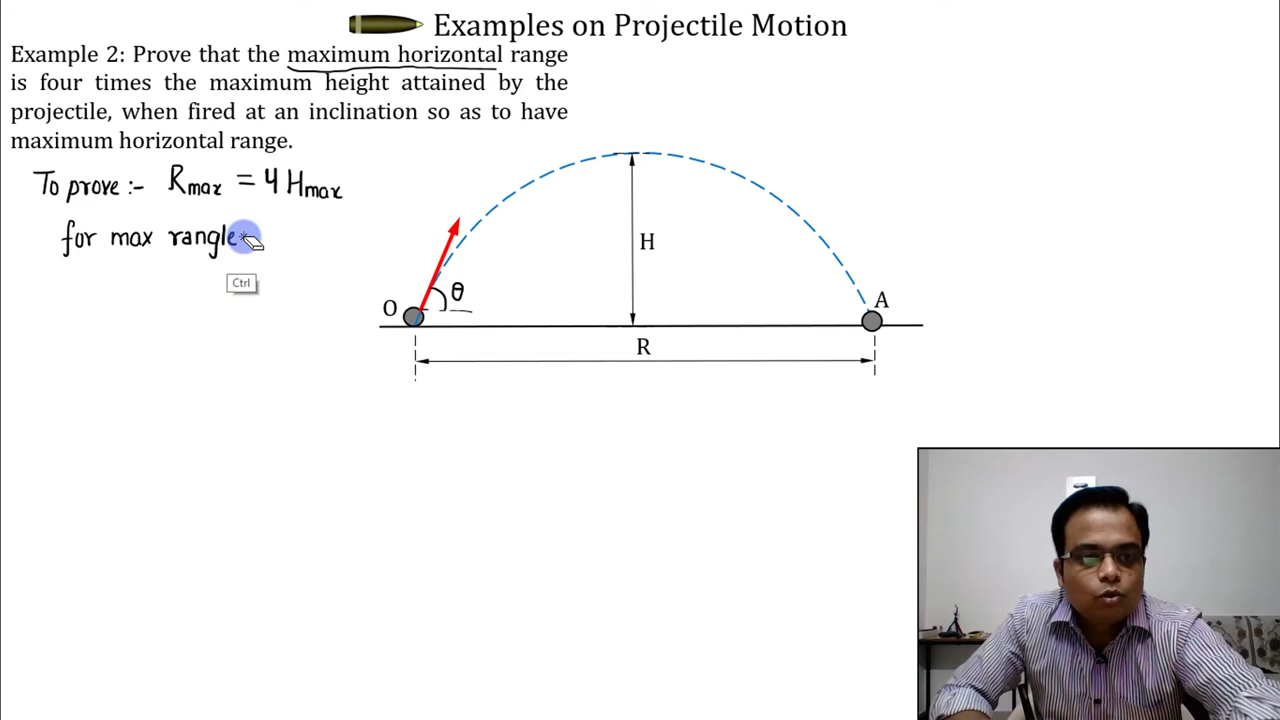 Examples on Projectile Motion
Example 2: Prove that the maximum horizontal range
is four times the maximum height attained by the
projectile, when fired at an inclination so as to have
maximum horizontal range.
To prove :- Rmax = 4 Hmax
for max rangle
Ctrl
H
θ
O
A
R